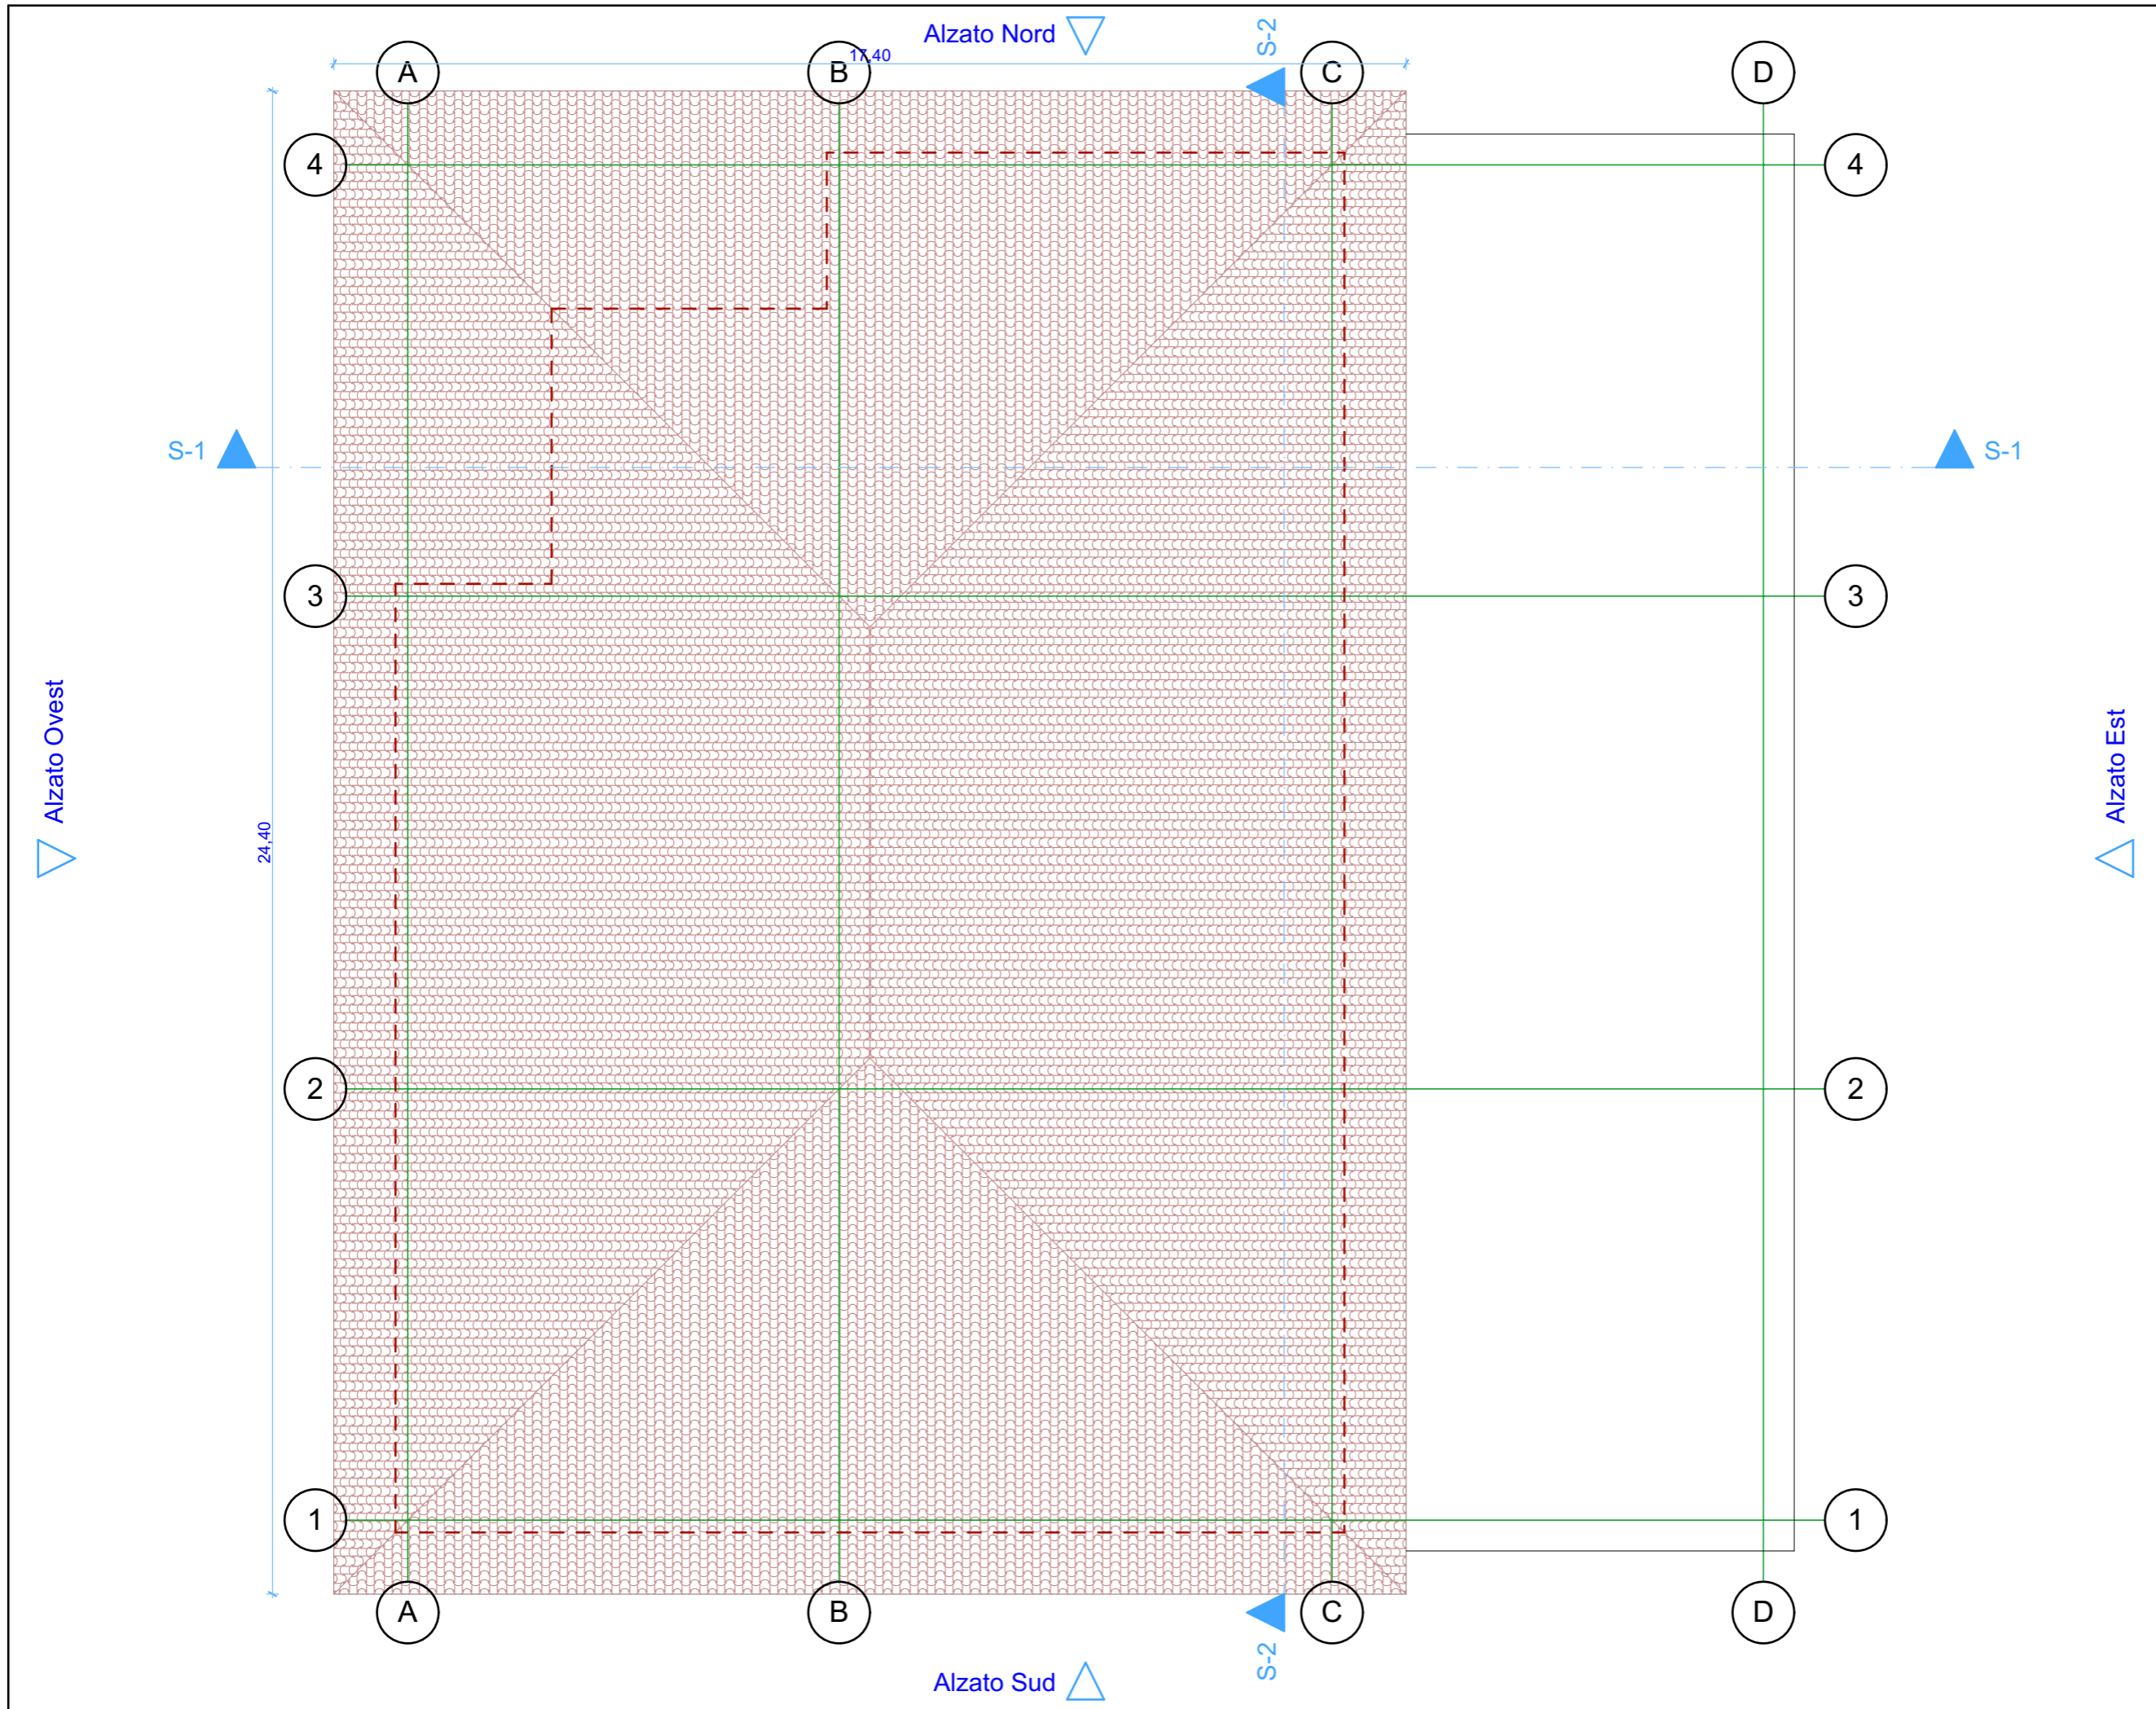 Alzato Nord
S-2
17,40
A
B
C
D
4
4
S-1
S-1
3
3
Alzato Ovest
Alzato Est
24,40
2
2
1
1
A
B
C
D
S-2
Alzato Sud